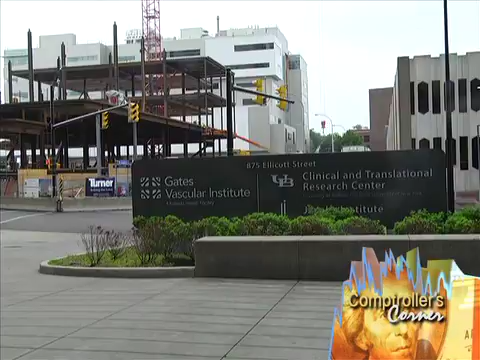 875 Ellicott Street
Gates
Vascular Institute
UB
Clinical and Translational
Research Center
Institute
Turner
Comptroller's
Corner